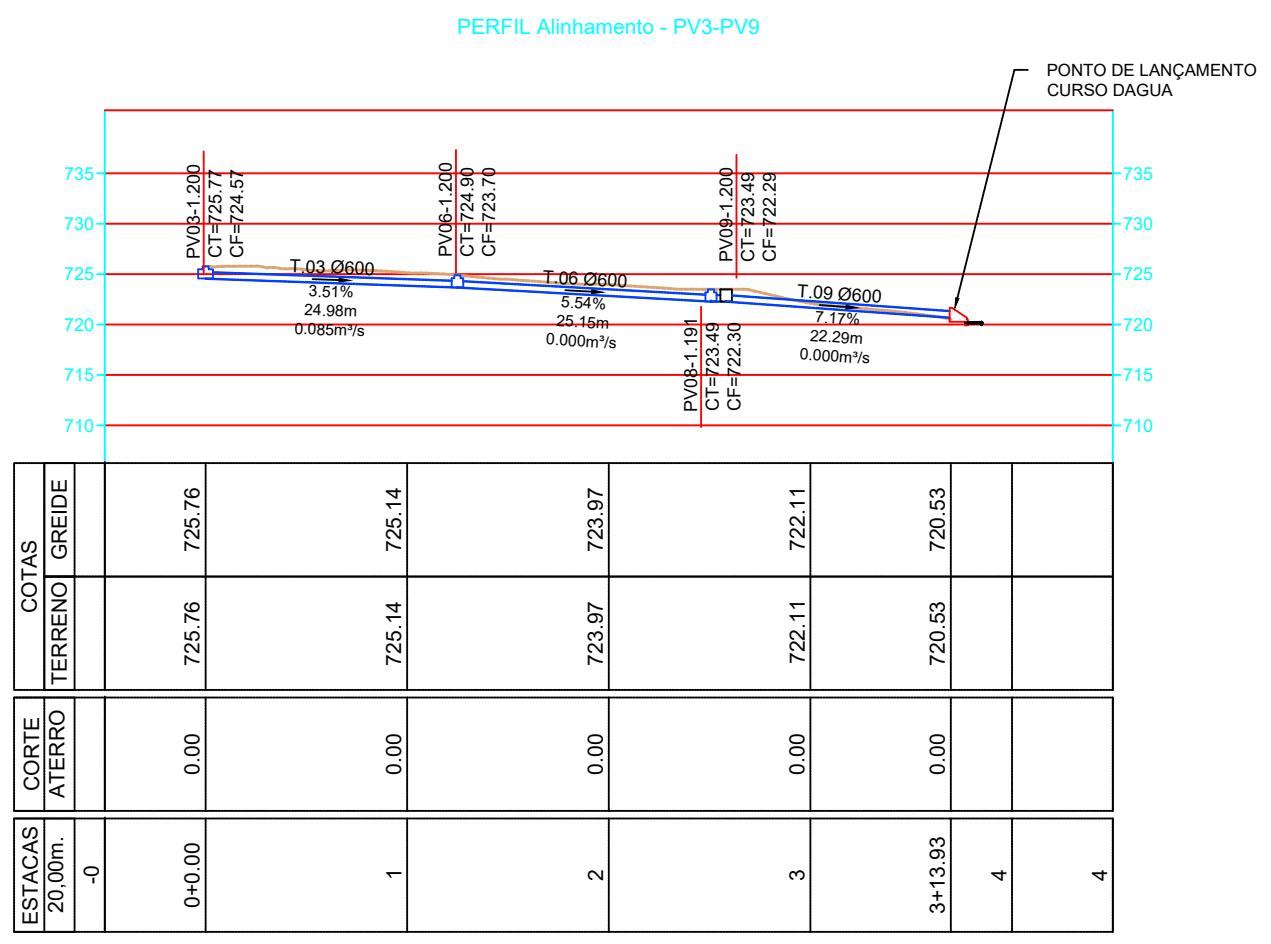 PERFIL Alinhamento - PV3-PV9
PONTO DE LANÇAMENTO
CURSO DAGUA
735
730
725
720
715
710
735
730
725
720
715
710
PV03-1.200
CT=725.77
CF=724.57
PV06-1.200
CT=724.90
CF=723.70
PV09-1.200
CT=723.49
CF=722.29
PV08-1.191
CT=723.49
CF=722.30
T.03 Ø600
3.51%
24.98m
0.085m³/s
T.06 Ø600
5.54%
25.15m
0.000m³/s
T.09 Ø600
7.17%
22.29m
0.000m³/s
COTAS
GREIDE
725.76
725.14
723.97
722.11
720.53
TERRENO
725.76
725.14
723.97
722.11
720.53
CORTE
ATERRO
0.00
0.00
0.00
0.00
0.00
ESTACAS
20,00m.
-0
0+0.00
1
2
3
3+13.93
4
4